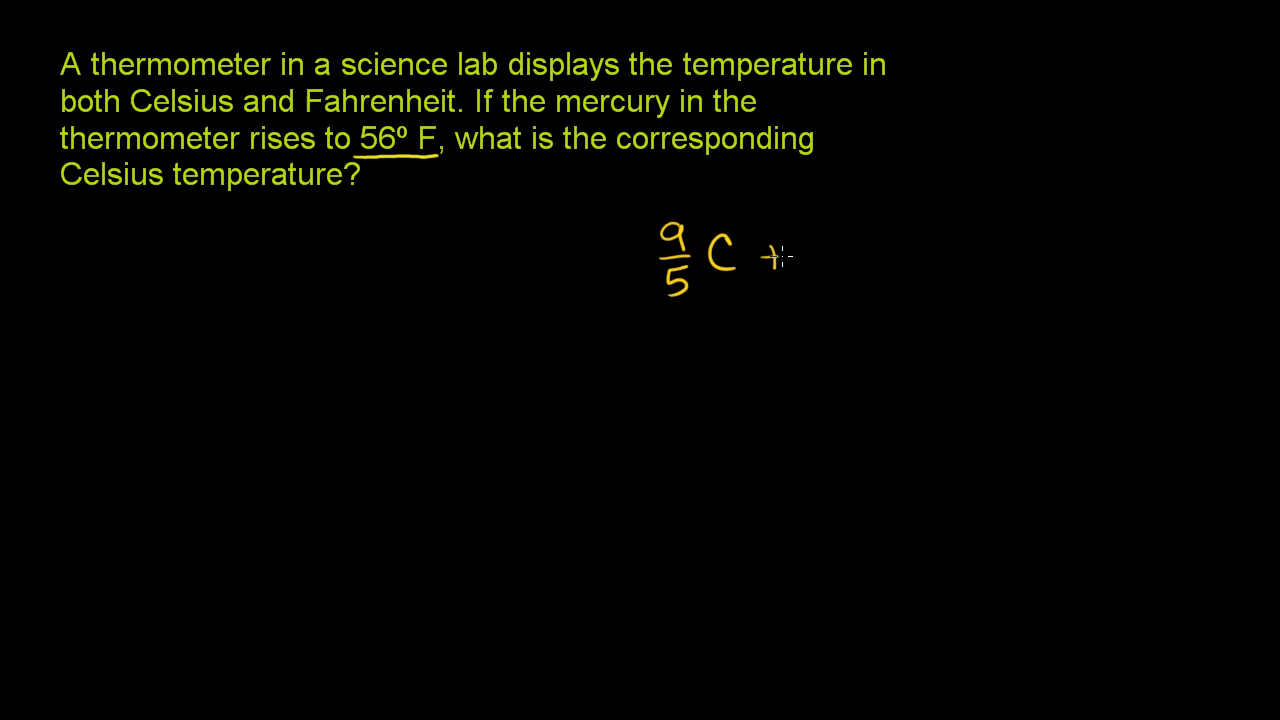 A thermometer in a science lab displays the temperature in
both Celsius and Fahrenheit. If the mercury in the
thermometer rises to 56º F, what is the corresponding
Celsius temperature?
9/5 C +